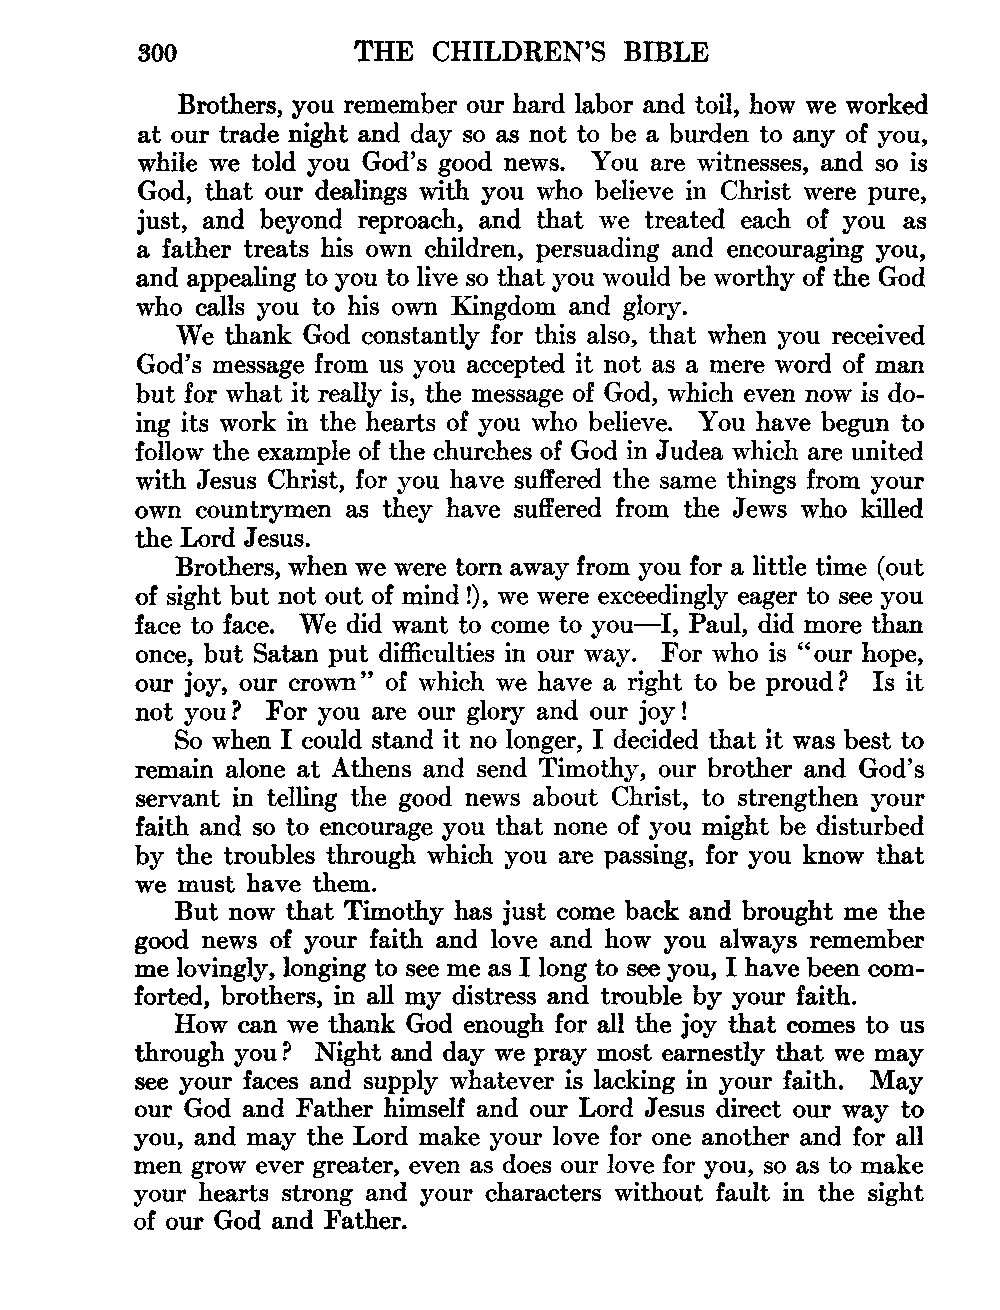 300 THE CHILDREN'S BIBLE
Brothers, you remember our hard labor and toil, how we worked
at our trade night and day so as not to be a burden to any of you,
while we told you God's good news. You are witnesses, and so is
God, that our dealings with you who believe in Christ were pure,
just, and beyond reproach, and that we treated each of you as
a father treats his own children, persuading and encouraging you,
and appealing to you to live so that you would be worthy of the God
who calls you to his own Kingdom and glory.
We thank God constantly for this also, that when you received
God's message from us you accepted it not as a mere word of man
but for what it really is, the message of God, which even now is do-
ing its work in the hearts of you who believe. You have begun to
follow the example of the churches of God in Judea which are united
with Jesus Christ, for you have suffered the same things from your
own countrymen as they have suffered from the Jews who killed
the Lord Jesus.
Brothers, when we were torn away from you for a little time (out
of sight but not out of mind!), we were exceedingly eager to see you
face to face. We did want to come to you—I, Paul, did more than
once, but Satan put difficulties in our way. For who is "our hope,
our joy, our crown" of which we have a right to be proud? Is it
not you? For you are our glory and our joy!
So when I could stand it no longer, I decided that it was best to
remain alone at Athens and send Timothy, our brother and God's
servant in telling the good news about Christ, to strengthen your
faith and so to encourage you that none of you might be disturbed
by the troubles through which you are passing, for you know that
we must have them.
But now that Timothy has just come back and brought me the
good news of your faith and love and how you always remember
me lovingly, longing to see me as I long to see you, I have been com-
forted, brothers, in all my distress and trouble by your faith.
How can we thank God enough for all the joy that comes to us
through you? Night and day we pray most earnestly that we may
see your faces and supply whatever is lacking in your faith. May
our God and Father himself and our Lord Jesus direct our way to
you, and may the Lord make your love for one another and for all
men grow ever greater, even as does our love for you, so as to make
your hearts strong and your characters without fault in the sight
of our God and Father.